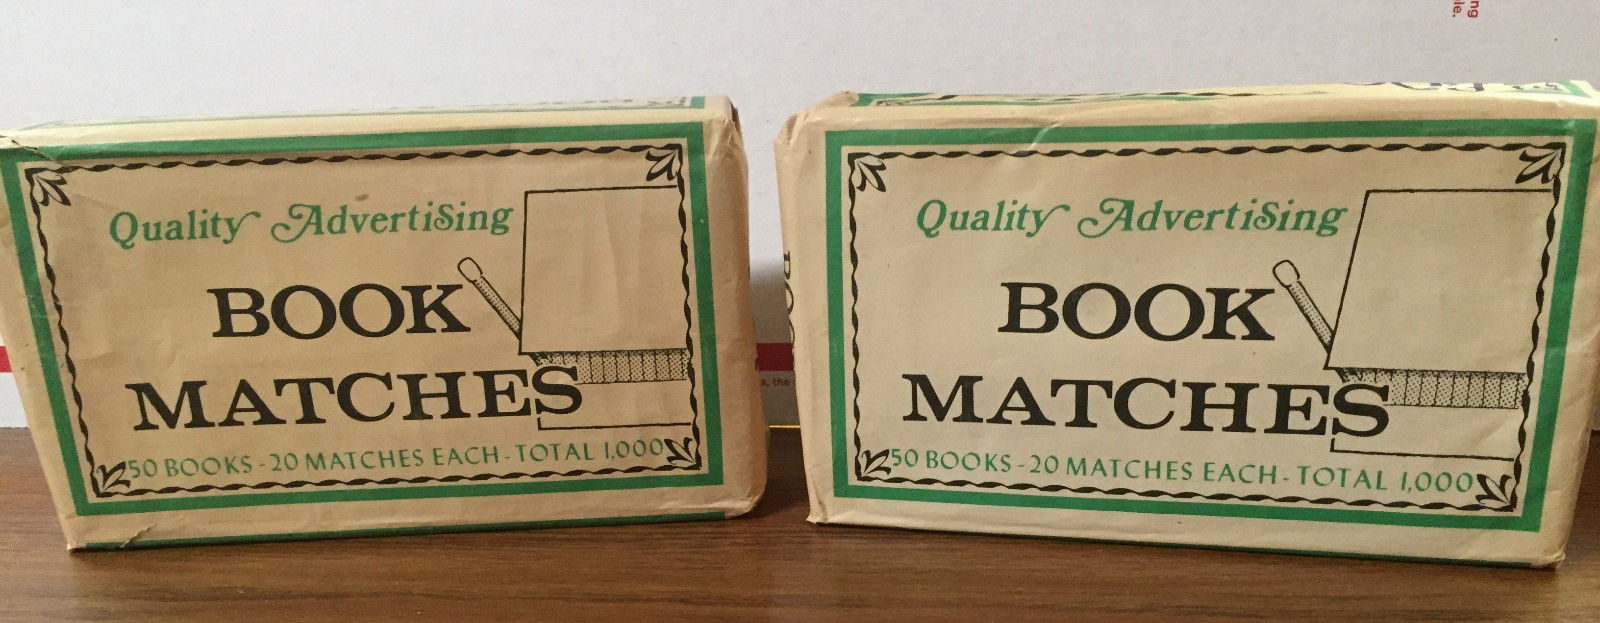 Quality Advertising
BOOK
MATCHES
50 BOOKS - 20 MATCHES EACH - TOTAL 1,000
Quality Advertising
BOOK
MATCHES
50 BOOKS - 20 MATCHES EACH - TOTAL 1,000